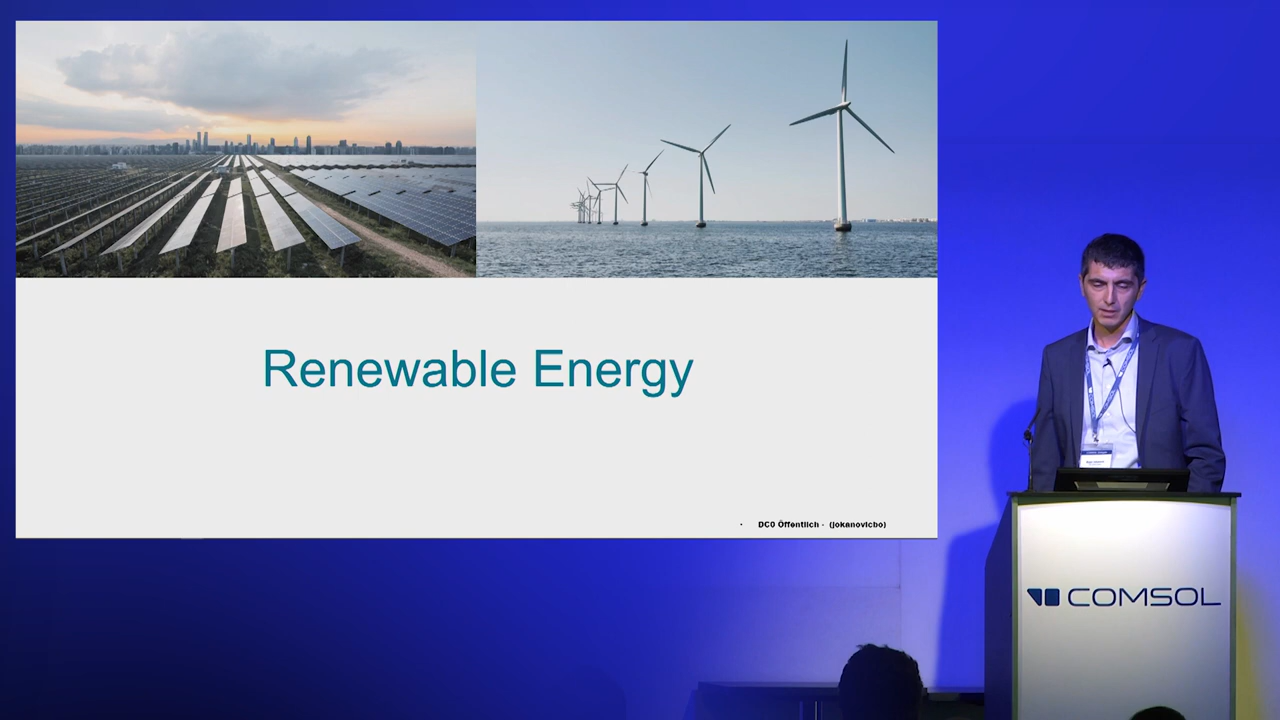 Renewable Energy
· DC0 Öffentlich - (jokanovicbo)
COMSOL